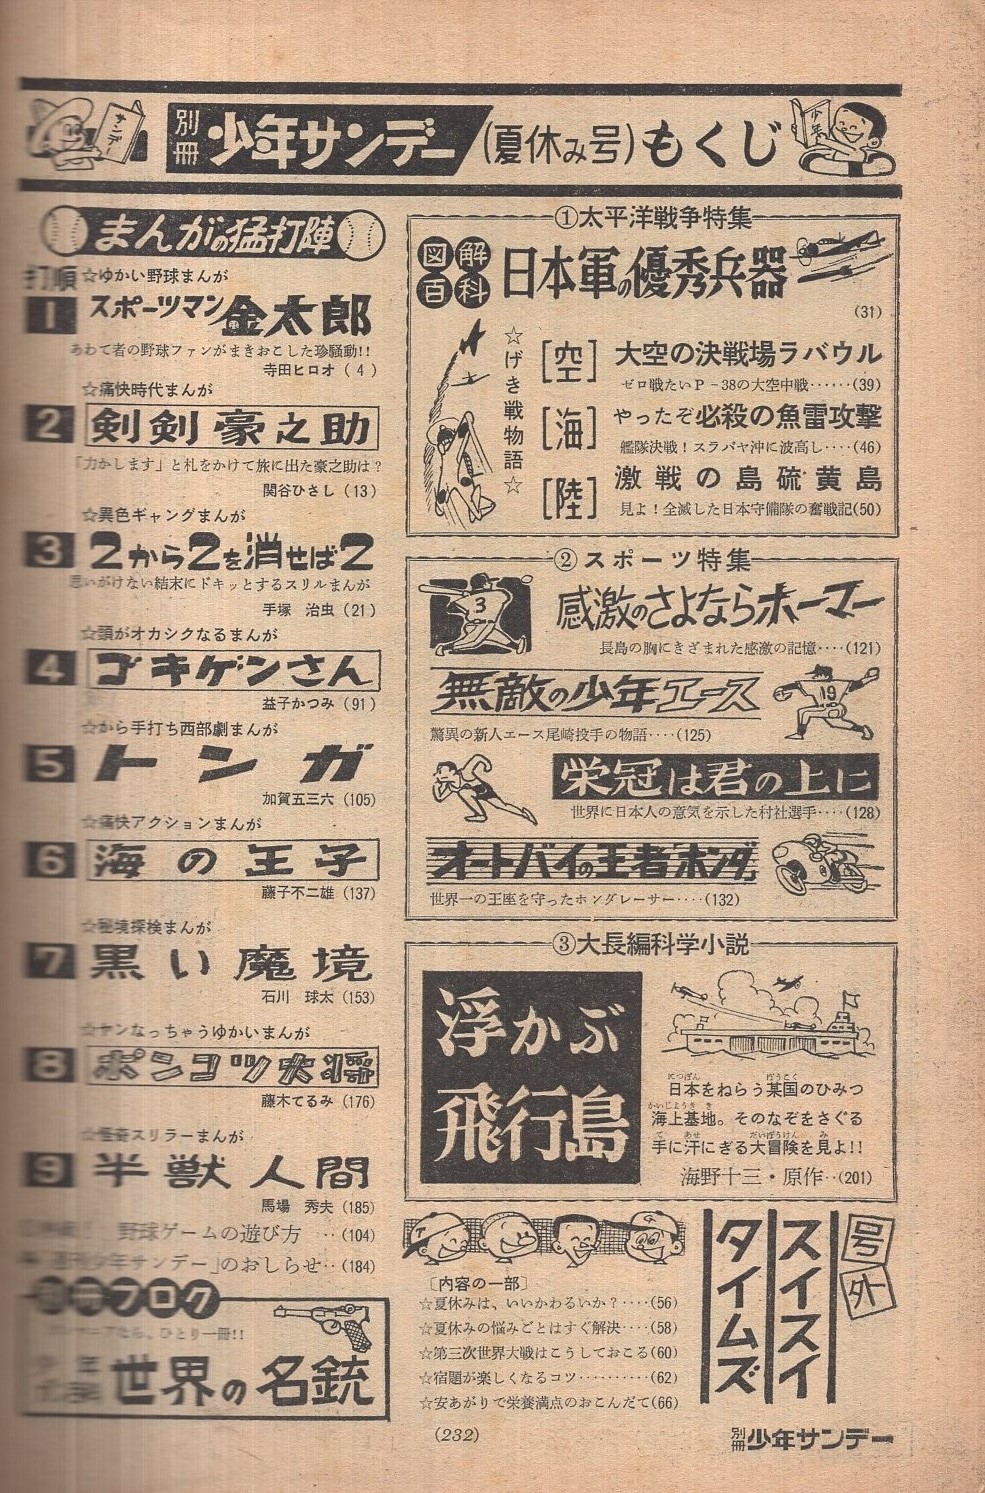 サンデー
別冊 少年サンデー (夏休み号) もくじ
少年
まんがの猛打陣
打順
☆ゆかい野球まんが
1 スポーツマン金太郎
あわて者の野球ファンがまきおこした珍騒動!!
寺田ヒロオ (4)
☆痛快時代まんが
2 剣剣豪之助
「力かします」と札をかけて旅に出た豪之助は?
関谷ひさし (13)
☆異色ギャングまんが
3 2から2を消せば2
思いがけない結末にドキッとするスリルまんが
手塚 治虫 (21)
☆頭がオカシクなるまんが
4 ゴキゲンさん
益子かつみ (91)
☆から手打ち西部劇まんが
5 トンガ
加賀五三六 (105)
☆痛快アクションまんが
6 海の王子
藤子不二雄 (137)
☆秘境探検まんが
7 黒い魔境
石川 球太 (153)
☆ヤンなっちゃうゆかいまんが
8 ポンコツ大将
藤木てるみ (176)
☆怪奇スリラーまんが
9 半獣人間
馬場 秀夫 (185)
野球ゲームの遊び方‥(104)
週刊少年サンデー」のおしらせ‥(184)
フロク
ひとり一冊!!
世界の名銃
①太平洋戦争特集
図解百科 日本軍の優秀兵器
(31)
☆げき戦物語☆
[空] 大空の決戦場ラバウル
ゼロ戦たいP-38の大空中戦‥‥‥(39)
[海] やったぞ必殺の魚雷攻撃
艦隊決戦!スラバヤ沖に波高し‥‥(46)
[陸] 激戦の島硫黄島
見よ!全滅した日本守備隊の奮戦記(50)
②スポーツ特集
3
感激のさよならホーマー
長島の胸にきざまれた感激の記憶‥‥(121)
無敵の少年エース
19
驚異の新人エース尾崎投手の物語‥‥(125)
栄冠は君の上に
世界に日本人の意気を示した村社選手‥‥(128)
オートバイの王者"ホンダ"
世界一の王座を守ったホンダレーサー‥‥(132)
③大長編科学小説
浮かぶ
飛行島
日本をねらう某国のひみつ
海上基地。そのなぞをさぐる
手に汗にぎる大冒険を見よ!!
海野十三・原作‥(201)
号外
スイスイ
タイムズ
〔内容の一部〕
☆夏休みは、いいかわるいか?‥‥(56)
☆夏休みの悩みごとはすぐ解決‥‥(58)
☆第三次世界大戦はこうしておこる(60)
☆宿題が楽しくなるコツ‥‥‥‥‥(62)
☆安あがりで栄養満点のおこんだて(66)
(232)
別冊 少年サンデー